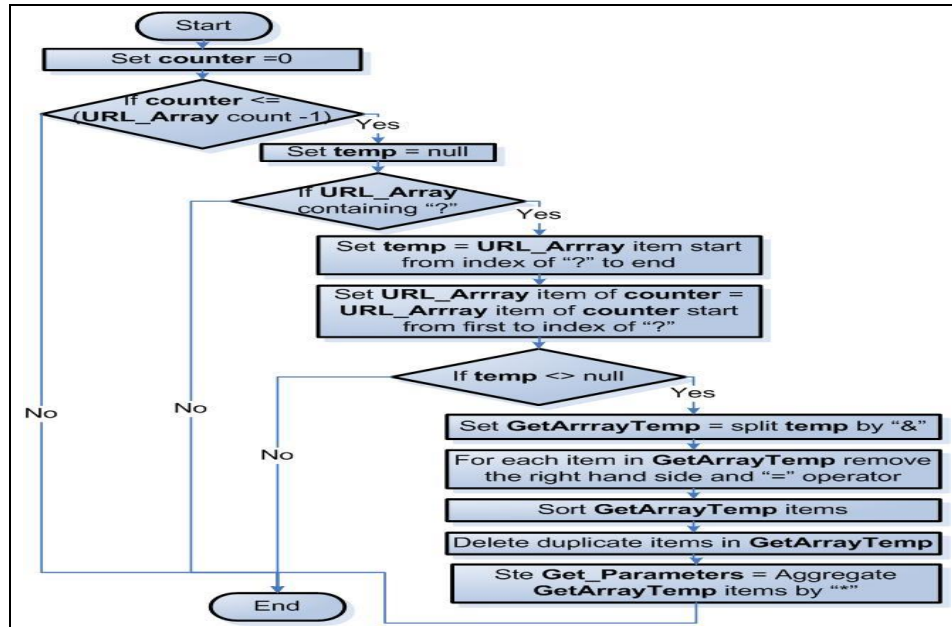 Start
Set counter =0
If counter <=
(URL_Array count -1)
Yes
Set temp = null
If URL_Array
containing “?”
Yes
Set temp = URL_Arrray item start
from index of “?” to end
Set URL_Arrray item of counter =
URL_Arrray item of counter start
from first to index of “?”
If temp <> null
Yes
No
No
No
Set GetArrrayTemp = split temp by “&”
For each item in GetArrayTemp remove
the right hand side and “=” operator
Sort GetArrayTemp items
Delete duplicate items in GetArrayTemp
Ste Get_Parameters = Aggregate
GetArrayTemp items by “*”
End